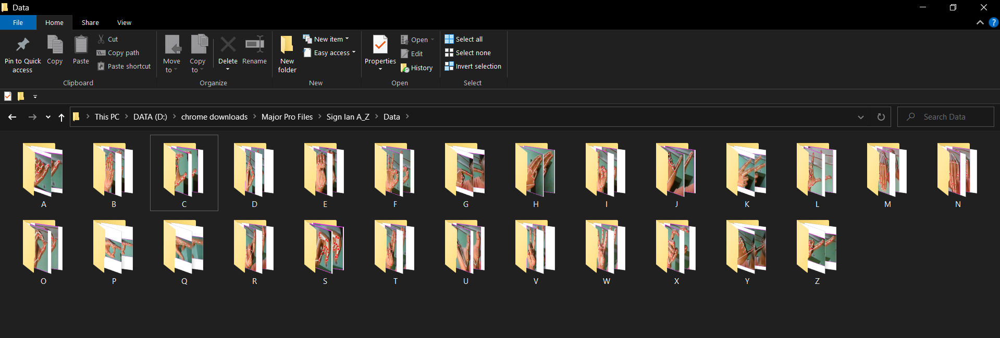 Data
File Home Share View
?
Pin to Quick access
Copy
Paste
Cut
Copy path
Paste shortcut
Clipboard
Move to
Copy to
Delete
Rename
Organize
New folder
New item
Easy access
New
Properties
Open
Edit
History
Open
Select all
Select none
Invert selection
Select
This PC > DATA (D:) > chrome downloads > Major Pro Files > Sign lan A_Z > Data >
Search Data
A B C D E F G H I J K L M N
O P Q R S T U V W X Y Z